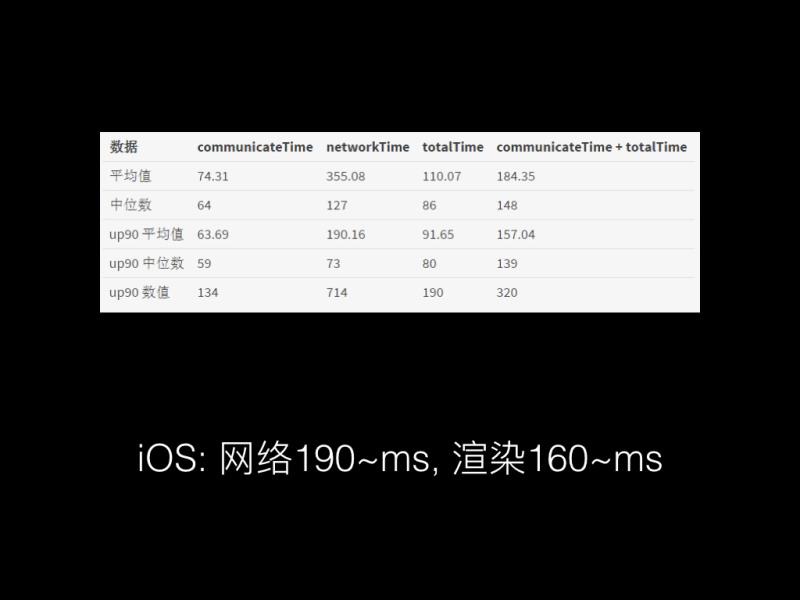 数据 communicateTime networkTime totalTime communicateTime + totalTime
平均值 74.31 355.08 110.07 184.35
中位数 64 127 86 148
up90 平均值 63.69 190.16 91.65 157.04
up90 中位数 59 73 80 139
up90 数值 134 714 190 320
iOS: 网络190~ms, 渲染160~ms